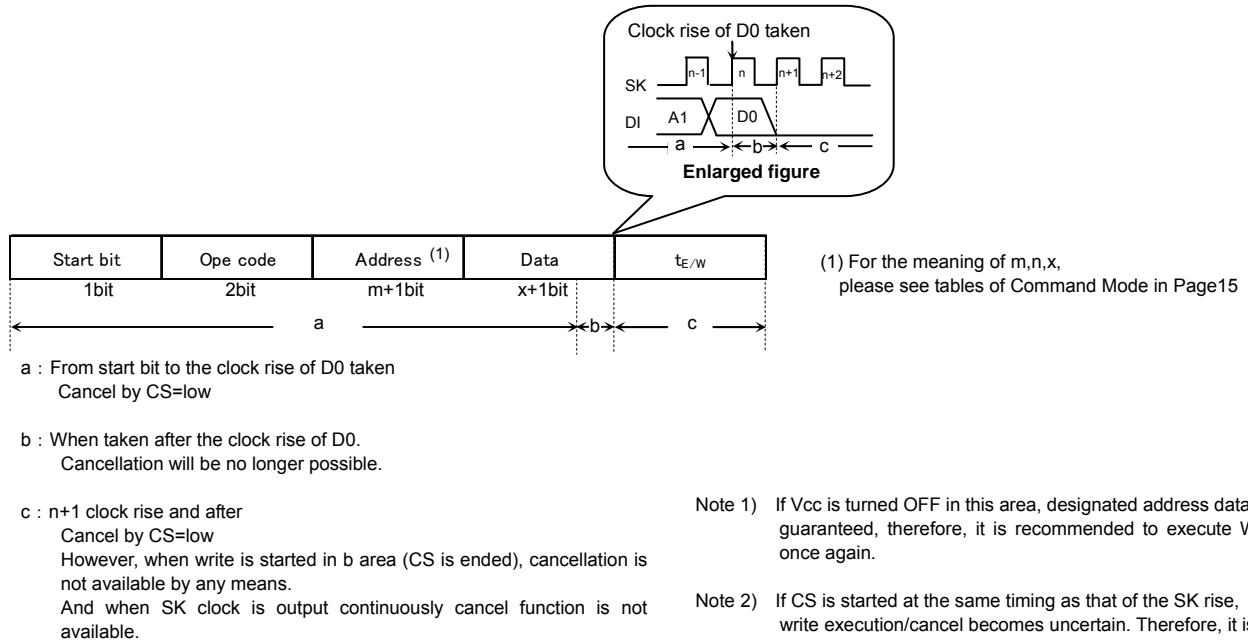 Clock rise of D0 taken
SK n-1 n n+1 n+2
DI A1 D0
a b c
Enlarged figure
Start bit Ope code Address (1) Data tE/W
1bit 2bit m+1bit x+1bit
a b c
(1) For the meaning of m,n,x,
please see tables of Command Mode in Page15
a : From start bit to the clock rise of D0 taken
Cancel by CS=low
b : When taken after the clock rise of D0.
Cancellation will be no longer possible.
c : n+1 clock rise and after
Cancel by CS=low
However, when write is started in b area (CS is ended), cancellation is
not available by any means.
And when SK clock is output continuously cancel function is not
available.
Note 1) If Vcc is turned OFF in this area, designated address data
guaranteed, therefore, it is recommended to execute W
once again.
Note 2) If CS is started at the same timing as that of the SK rise,
write execution/cancel becomes uncertain. Therefore, it is